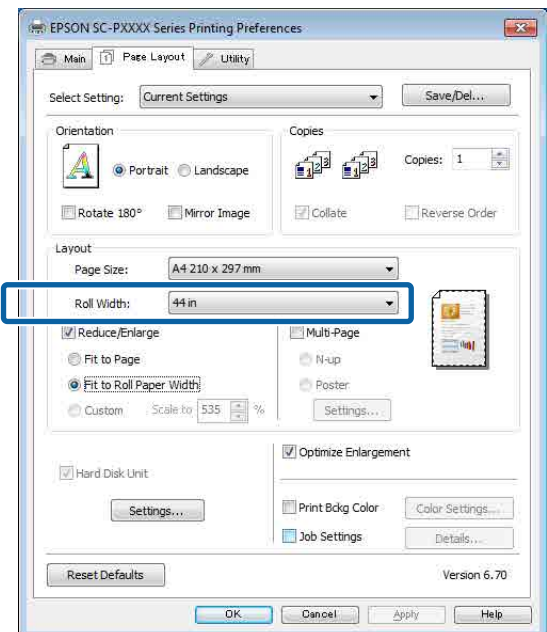 EPSON SC-PXXXX Series Printing Preferences
Main
Page Layout
Utility
Select Setting: Current Settings Save/Del...
Orientation
Copies
Portrait Landscape
Copies: 1
Rotate 180° Mirror Image
Collate Reverse Order
Layout
Page Size: A4 210 x 297 mm
Roll Width: 44 in
Reduce/Enlarge
Multi-Page
Fit to Page
N-up
Fit to Roll Paper Width
Poster
Custom Scale to 535 %
Settings...
Optimize Enlargement
Hard Disk Unit
Settings...
Print Bckg Color Color Settings...
Job Settings Details...
Reset Defaults
Version 6.70
OK Cancel Apply Help